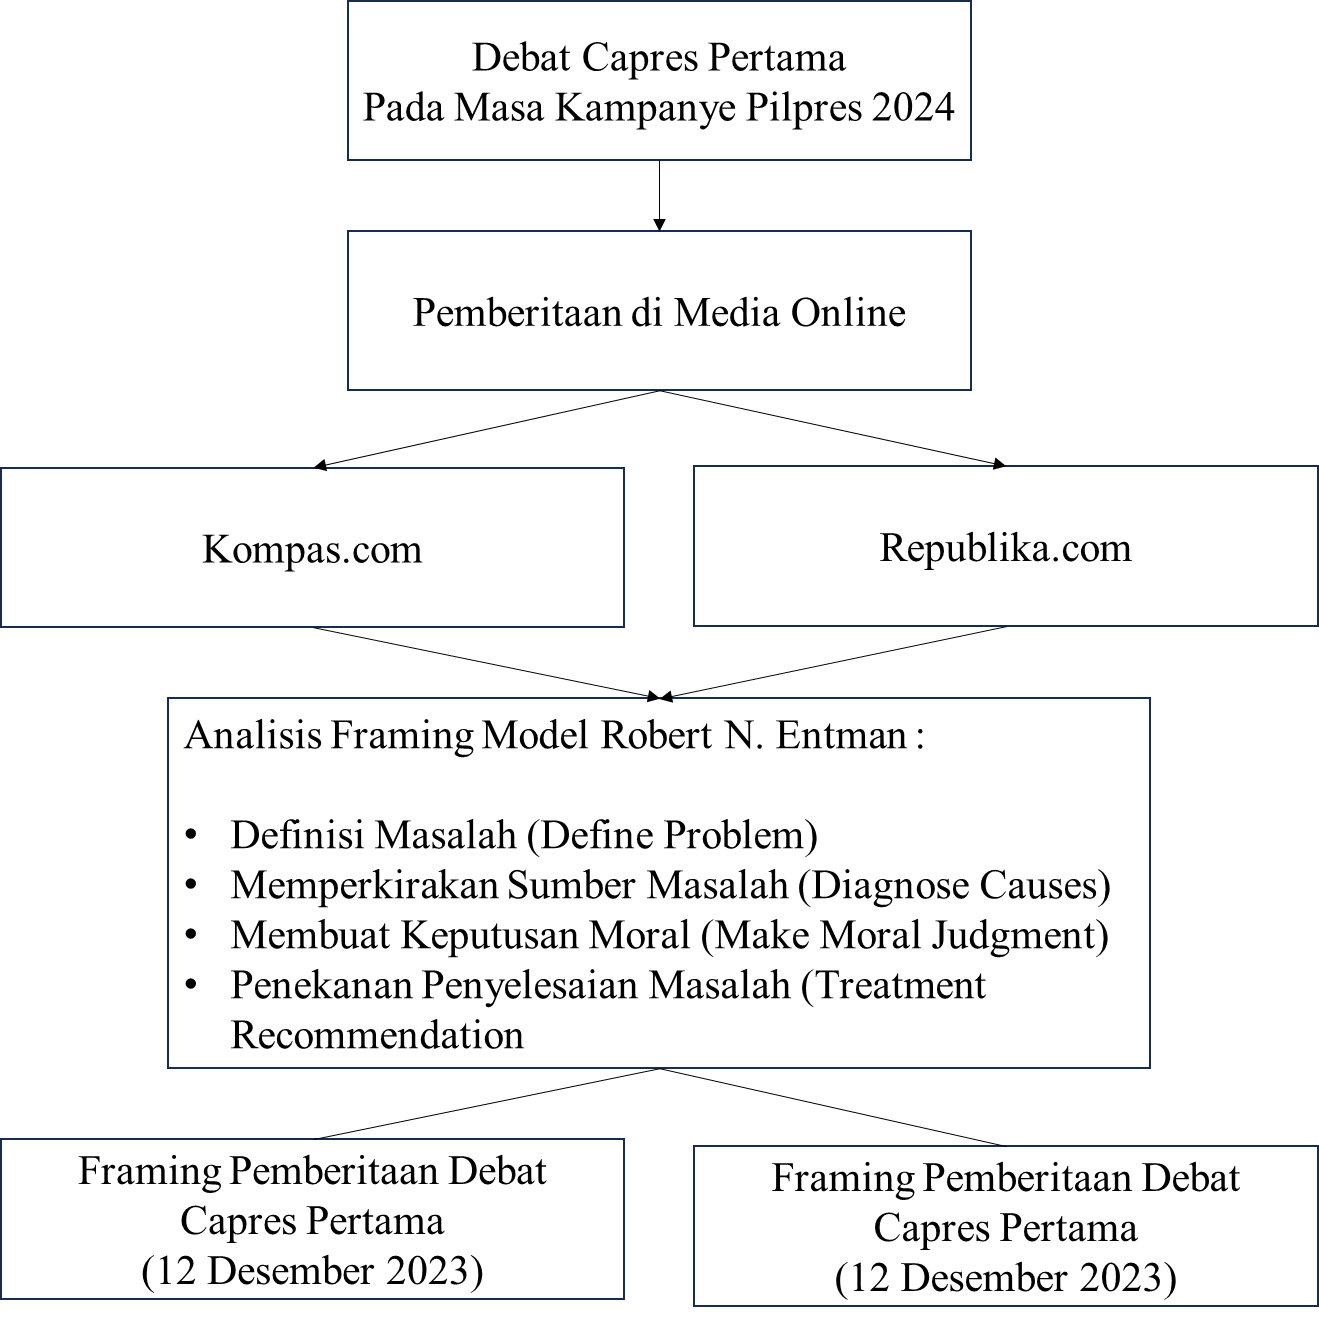 Debat Capres Pertama
Pada Masa Kampanye Pilpres 2024
Pemberitaan di Media Online
Kompas.com
Republika.com
Analisis Framing Model Robert N. Entman :
• Definisi Masalah (Define Problem)
• Memperkirakan Sumber Masalah (Diagnose Causes)
• Membuat Keputusan Moral (Make Moral Judgment)
• Penekanan Penyelesaian Masalah (Treatment
Recommendation
Framing Pemberitaan Debat
Capres Pertama
(12 Desember 2023)
Framing Pemberitaan Debat
Capres Pertama
(12 Desember 2023)